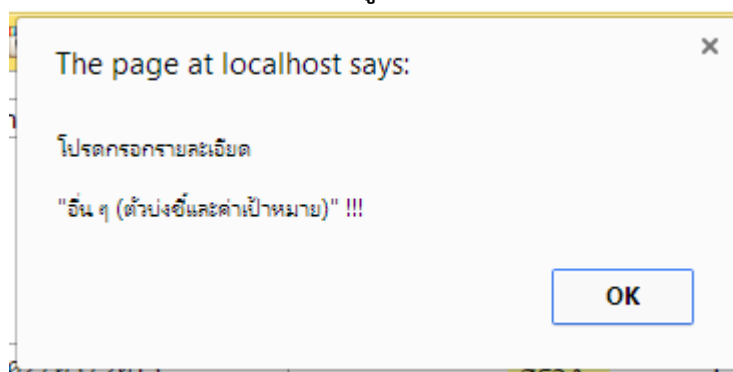 The page at localhost says:
โปรดกรอกรายละเอียด
"อื่น ๆ (ตัวบ่งชี้และค่าเป้าหมาย)" !!!
OK